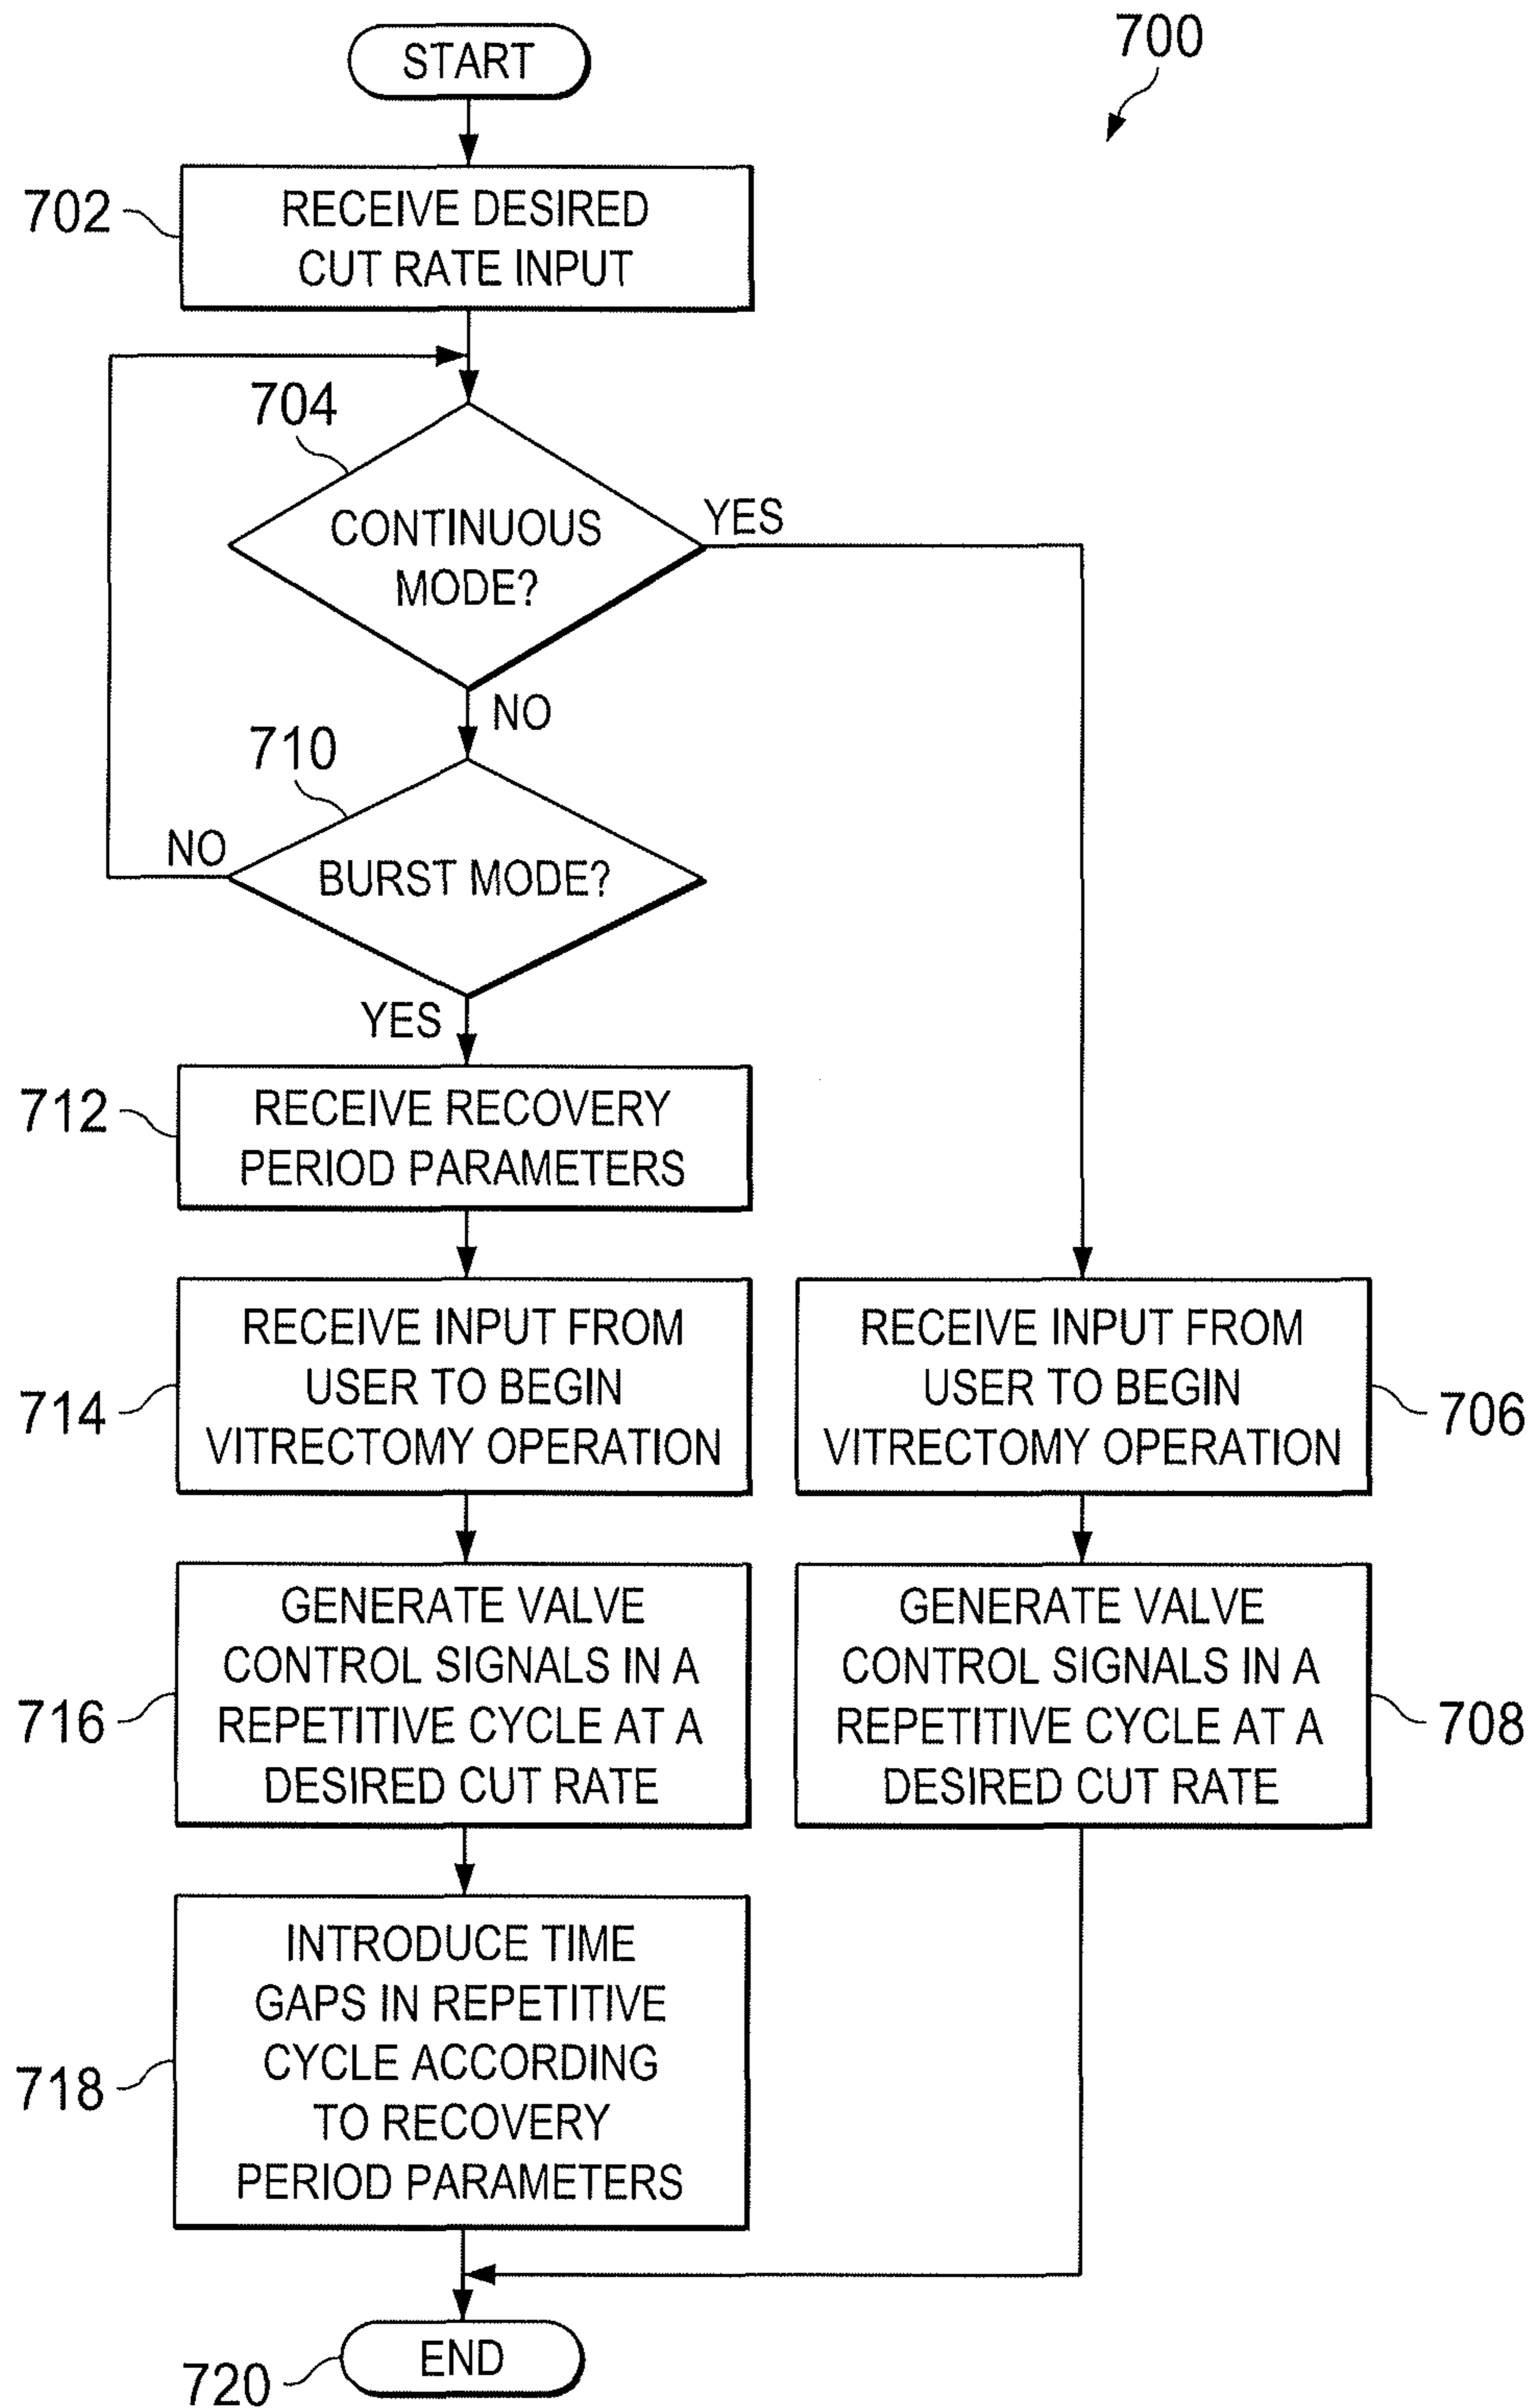 START
700
702
RECEIVE DESIRED
CUT RATE INPUT
704
CONTINUOUS
MODE?
YES
NO
710
NO
BURST MODE?
YES
712
RECEIVE RECOVERY
PERIOD PARAMETERS
714
RECEIVE INPUT FROM
USER TO BEGIN
VITRECTOMY OPERATION
RECEIVE INPUT FROM
USER TO BEGIN
VITRECTOMY OPERATION
706
716
GENERATE VALVE
CONTROL SIGNALS IN A
REPETITIVE CYCLE AT A
DESIRED CUT RATE
GENERATE VALVE
CONTROL SIGNALS IN A
REPETITIVE CYCLE AT A
DESIRED CUT RATE
708
718
INTRODUCE TIME
GAPS IN REPETITIVE
CYCLE ACCORDING
TO RECOVERY
PERIOD PARAMETERS
720
END